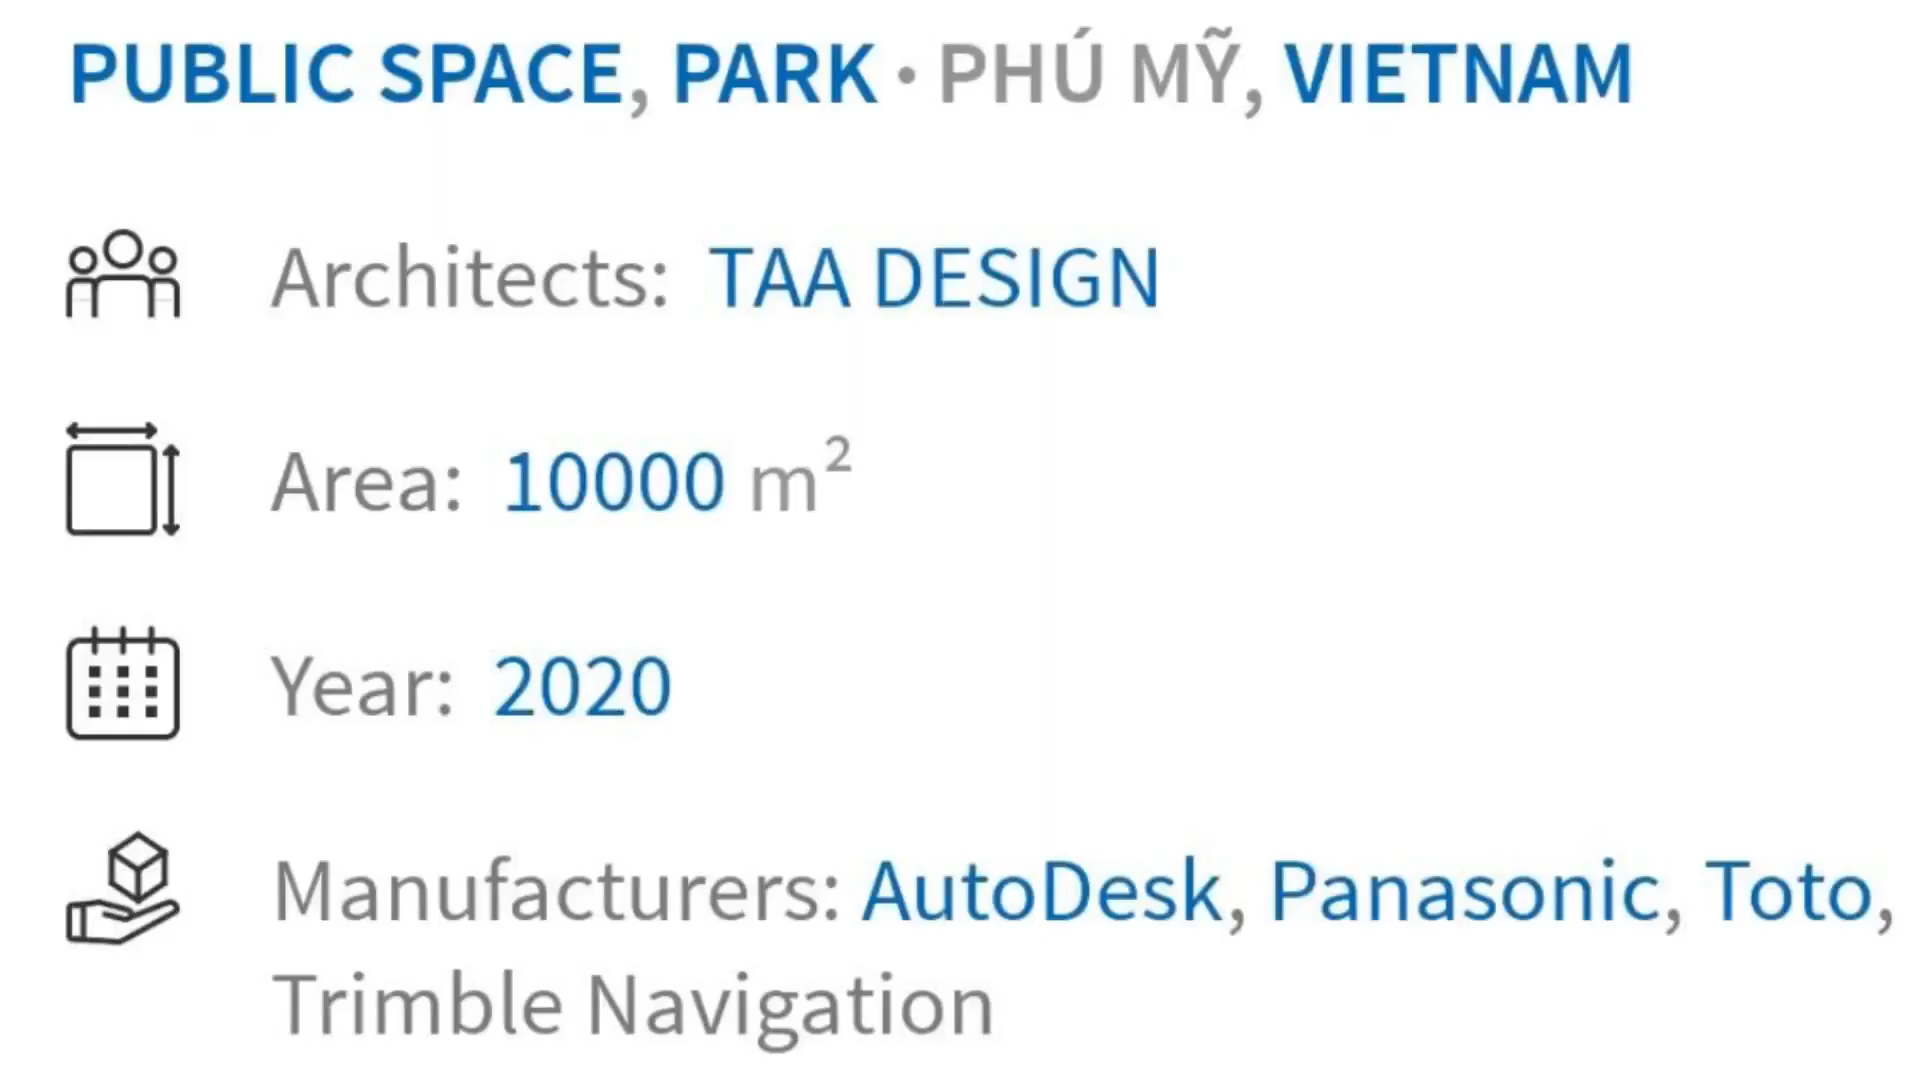 PUBLIC SPACE, PARK • PHÚ MỸ, VIETNAM
Architects: TAA DESIGN
Area: 10000 m²
Year: 2020
Manufacturers: AutoDesk, Panasonic, Toto,
Trimble Navigation